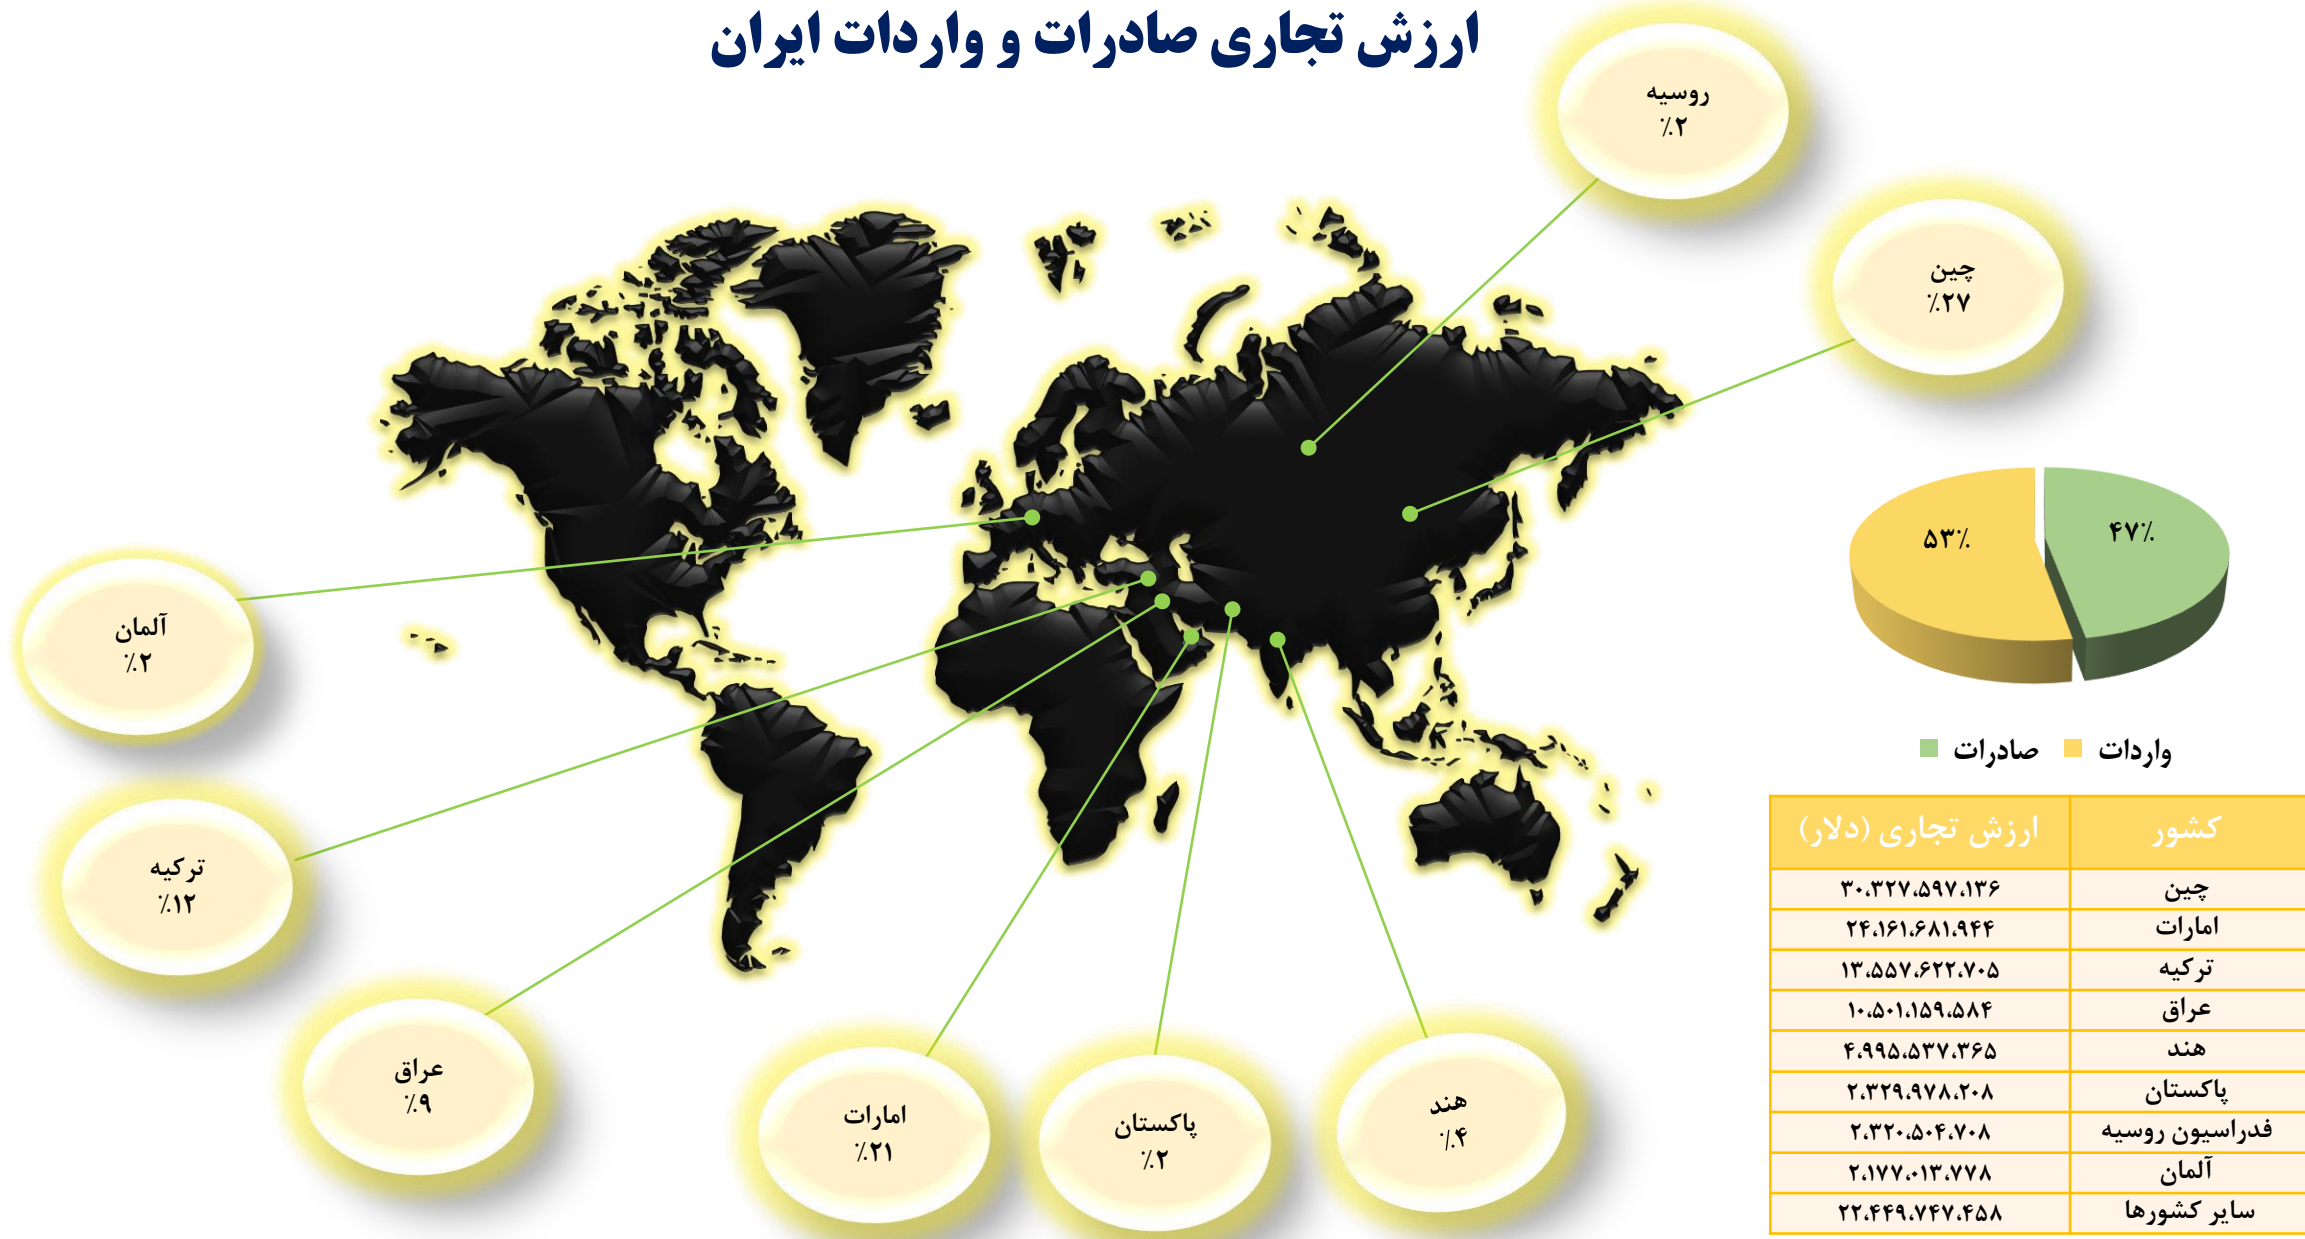 ارزش تجاری صادرات و واردات ایران
روسیه
٪۲
چین
٪۲۷
۵۳٪
۴۷٪
صادرات
واردات
آلمان
٪۲
ترکیه
٪۱۲
عراق
٪۹
امارات
٪۲۱
پاکستان
٪۲
هند
٪۴
کشور ارزش تجاری (دلار)
چین ۳۰،۳۲۷،۵۹۷،۱۳۶
امارات ۲۴،۱۶۱،۶۸۱،۹۴۴
ترکیه ۱۳،۵۵۷،۶۲۲،۷۰۵
عراق ۱۰،۵۰۱،۱۵۹،۵۸۴
هند ۴،۹۹۵،۵۳۷،۳۶۵
پاکستان ۲،۳۲۹،۹۷۸،۲۰۸
فدراسیون روسیه ۲،۳۲۰،۵۰۴،۷۰۸
آلمان ۲،۱۷۷،۰۱۳،۷۷۸
سایر کشورها ۲۲،۴۴۹،۷۴۷،۴۵۸